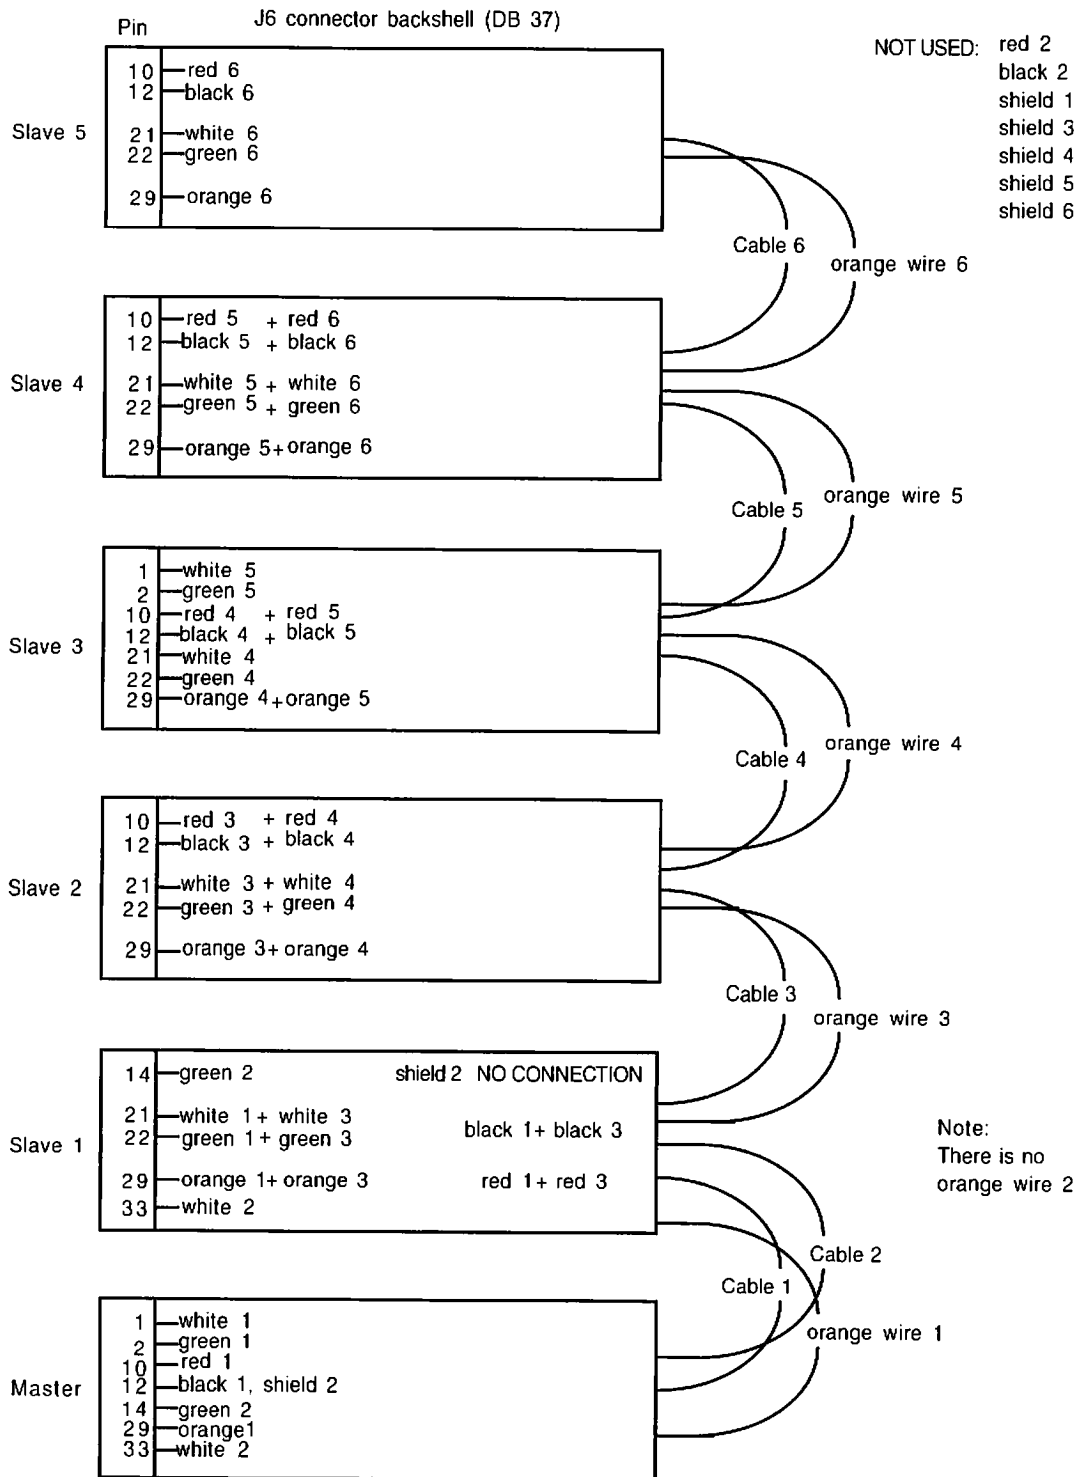 J6 connector backshell (DB 37)
Pin
NOT USED: red 2
black 2
shield 1
shield 3
shield 4
shield 5
shield 6
Slave 5
10 red 6
12 black 6
21 white 6
22 green 6
29 orange 6
Cable 6
orange wire 6
Slave 4
10 red 5 + red 6
12 black 5 + black 6
21 white 5 + white 6
22 green 5 + green 6
29 orange 5+ orange 6
Cable 5
orange wire 5
Slave 3
1 white 5
2 green 5
10 red 4 + red 5
12 black 4 + black 5
21 white 4
22 green 4
29 orange 4+orange 5
Cable 4
orange wire 4
Slave 2
10 red 3 + red 4
12 black 3 + black 4
21 white 3 + white 4
22 green 3 + green 4
29 orange 3+ orange 4
Cable 3
orange wire 3
Slave 1
14 green 2 shield 2 NO CONNECTION
21 white 1 + white 3
22 green 1 + green 3 black 1+ black 3
29 orange 1+ orange 3 red 1+ red 3
33 white 2
Note:
There is no
orange wire 2
Cable 2
Cable 1
orange wire 1
Master
1 white 1
2 green 1
10 red 1
12 black 1, shield 2
14 green 2
29 orange1
33 white 2